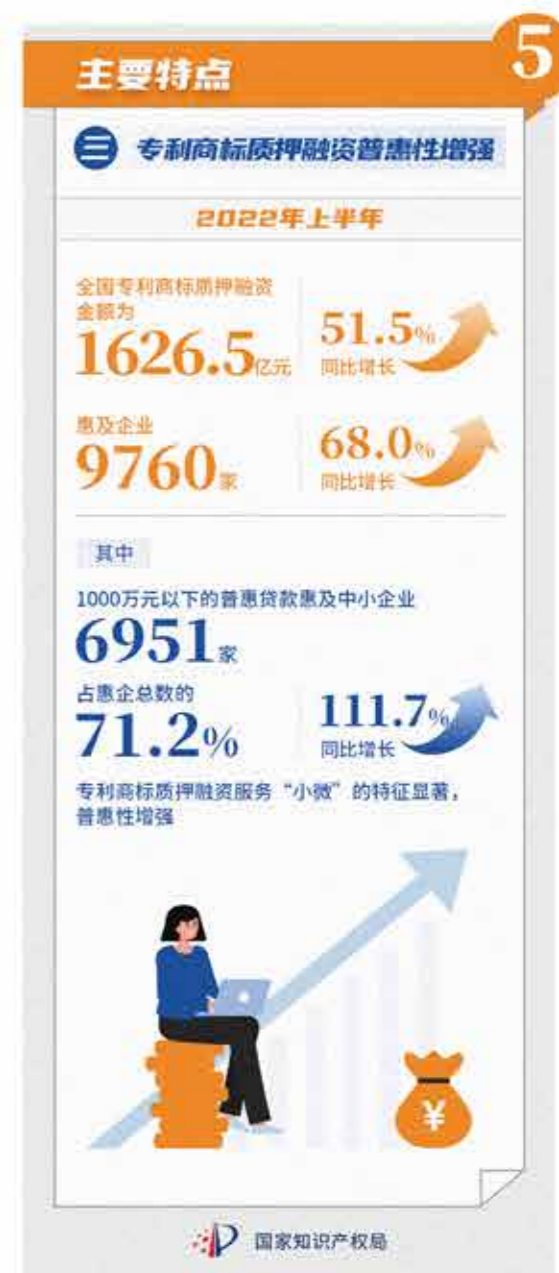 5
主要特点
三 专利商标质押融资普惠性增强
2022年上半年
全国专利商标质押融资
金额为
1626.5亿元
51.5%
同比增长
惠及企业
9760家
68.0%
同比增长
其中
1000万元以下的普惠贷款惠及中小企业
6951家
占惠企总数的
71.2%
111.7%
同比增长
专利商标质押融资服务“小微”的特征显著，
普惠性增强
¥
国家知识产权局